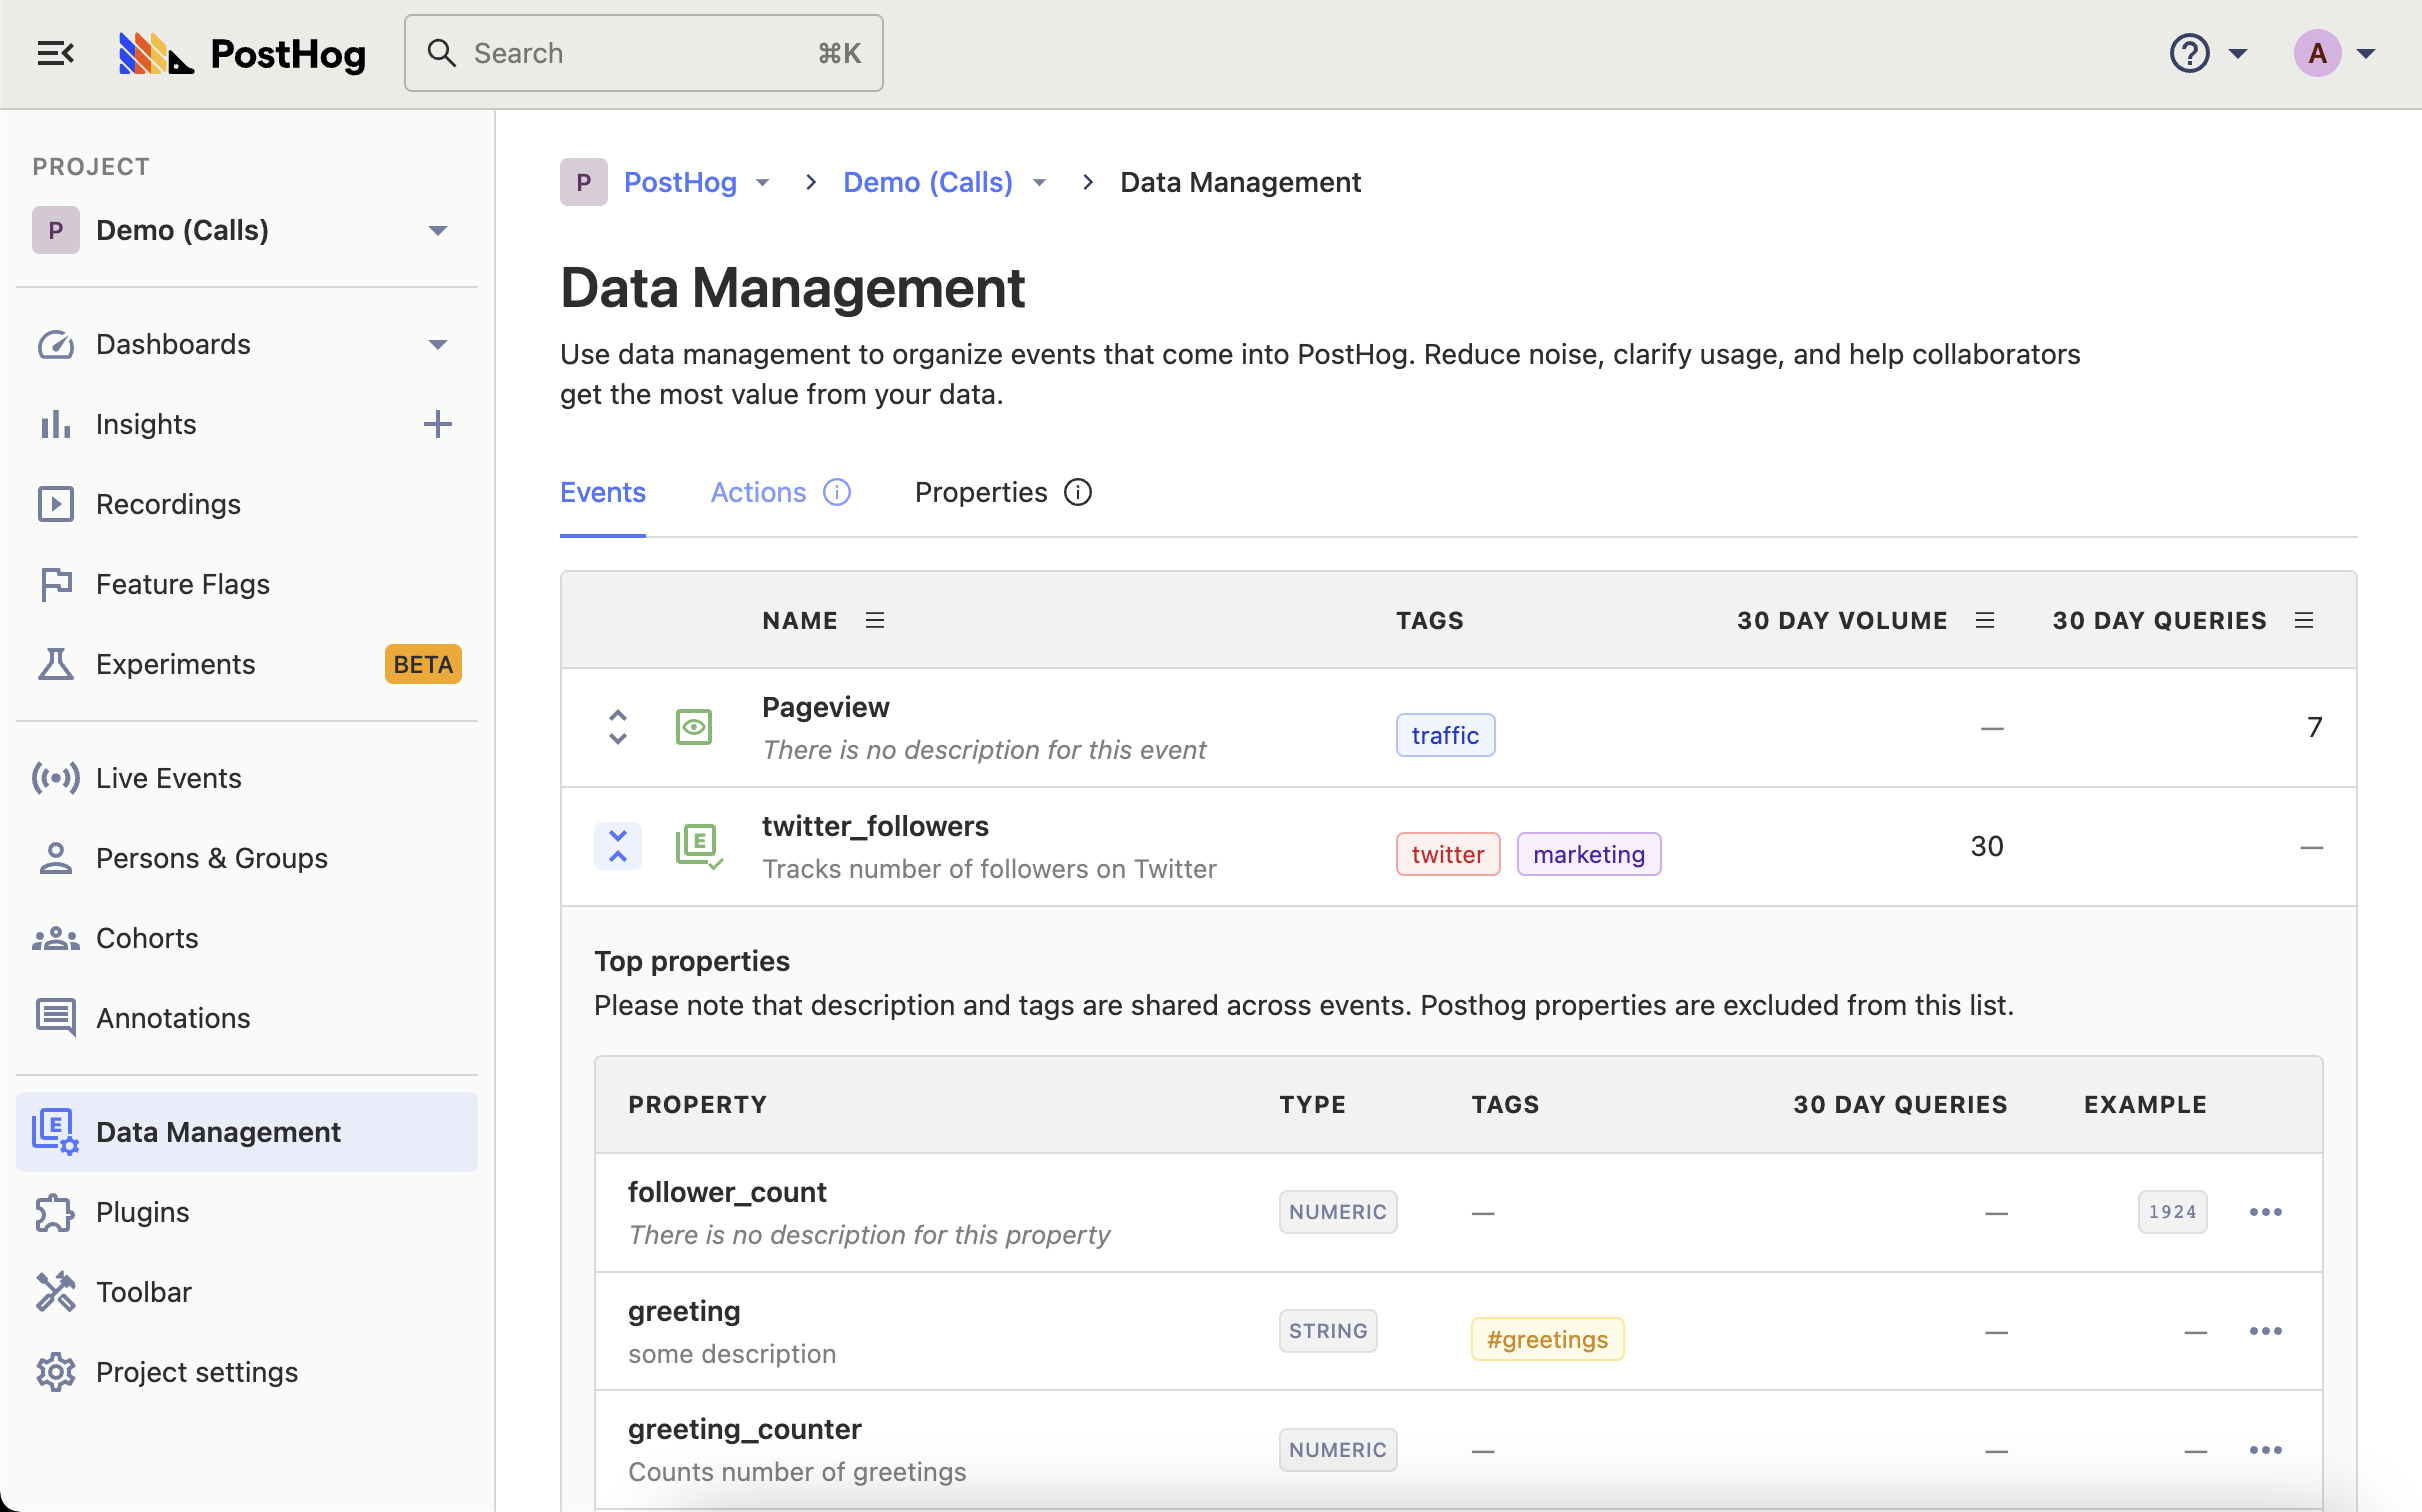 PostHog
Search ⌘K
A
PROJECT
P Demo (Calls)
Dashboards
Insights
Recordings
Feature Flags
Experiments BETA
Live Events
Persons & Groups
Cohorts
Annotations
Data Management
Plugins
Toolbar
Project settings
P PostHog > Demo (Calls) > Data Management
Data Management
Use data management to organize events that come into PostHog. Reduce noise, clarify usage, and help collaborators
get the most value from your data.
Events Actions Properties
NAME TAGS 30 DAY VOLUME 30 DAY QUERIES
Pageview
There is no description for this event
traffic — 7
twitter_followers
Tracks number of followers on Twitter
twitter marketing 30 —
Top properties
Please note that description and tags are shared across events. Posthog properties are excluded from this list.
PROPERTY TYPE TAGS 30 DAY QUERIES EXAMPLE
follower_count
There is no description for this property
NUMERIC — — 1924
greeting
some description
STRING #greetings — —
greeting_counter
Counts number of greetings
NUMERIC — — —